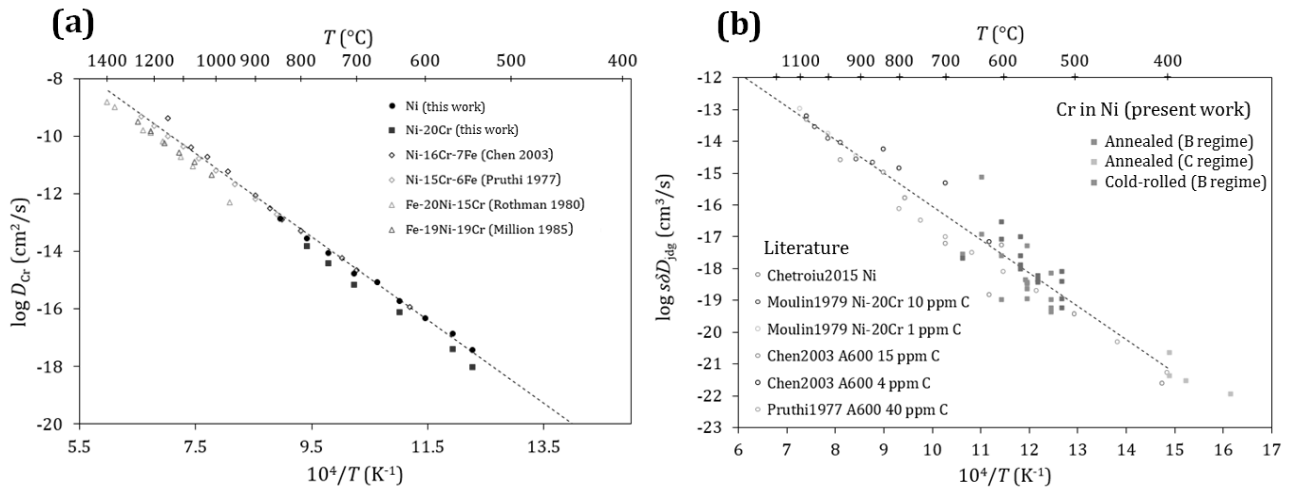 (a)
T (°C)
1400 1200 1000 900 800 700 600 500 400
-8
-10
-12
-14
-16
-18
-20
log D_Cr (cm²/s)
Ni (this work)
Ni-20Cr (this work)
Ni-16Cr-7Fe (Chen 2003)
Ni-15Cr-6Fe (Pruthi 1977)
Fe-20Ni-15Cr (Rothman 1980)
Fe-19Ni-19Cr (Million 1985)
5.5 7.5 9.5 11.5 13.5
10⁴/T (K⁻¹)
(b)
T (°C)
1100 900 800 700 600 500 400
-12
-13
-14
-15
-16
-17
-18
-19
-20
-21
-22
-23
log sδD_jdg (cm³/s)
Cr in Ni (present work)
Annealed (B regime)
Annealed (C regime)
Cold-rolled (B regime)
Literature
Chetroiu2015 Ni
Moulin1979 Ni-20Cr 10 ppm C
Moulin1979 Ni-20Cr 1 ppm C
Chen2003 A600 15 ppm C
Chen2003 A600 4 ppm C
Pruthi1977 A600 40 ppm C
6 7 8 9 10 11 12 13 14 15 16 17
10⁴/T (K⁻¹)